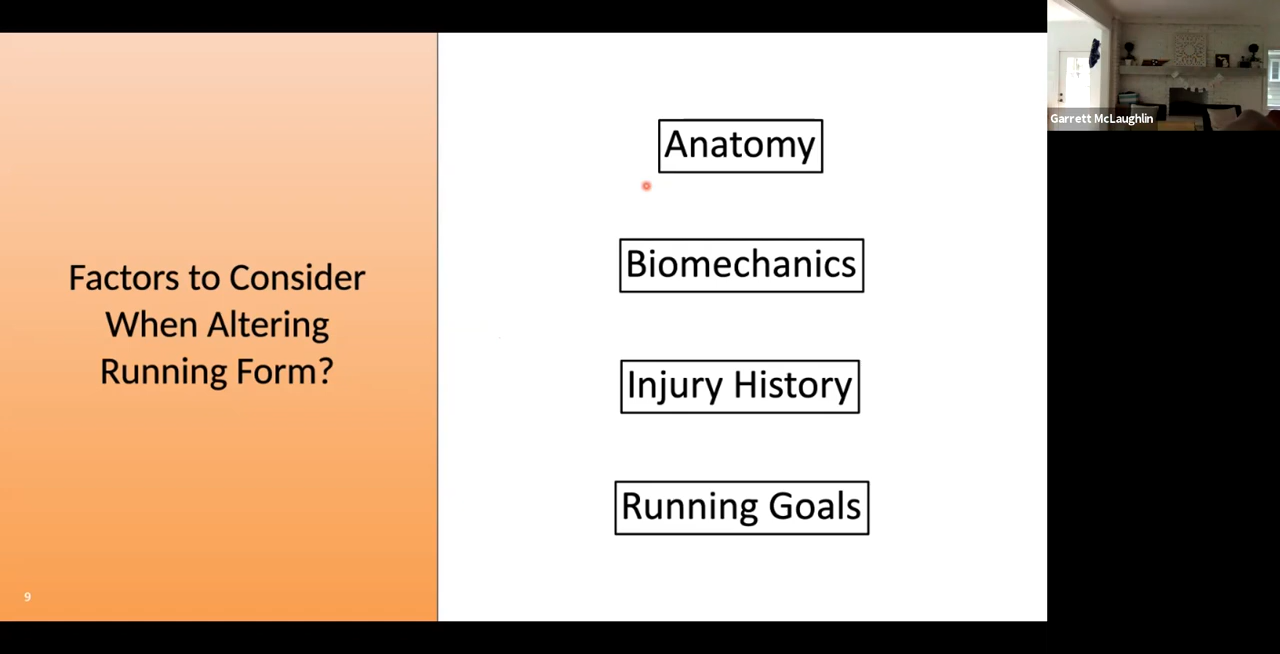 Factors to Consider
When Altering
Running Form?
9
Anatomy
Biomechanics
Injury History
Running Goals
Garrett McLaughlin